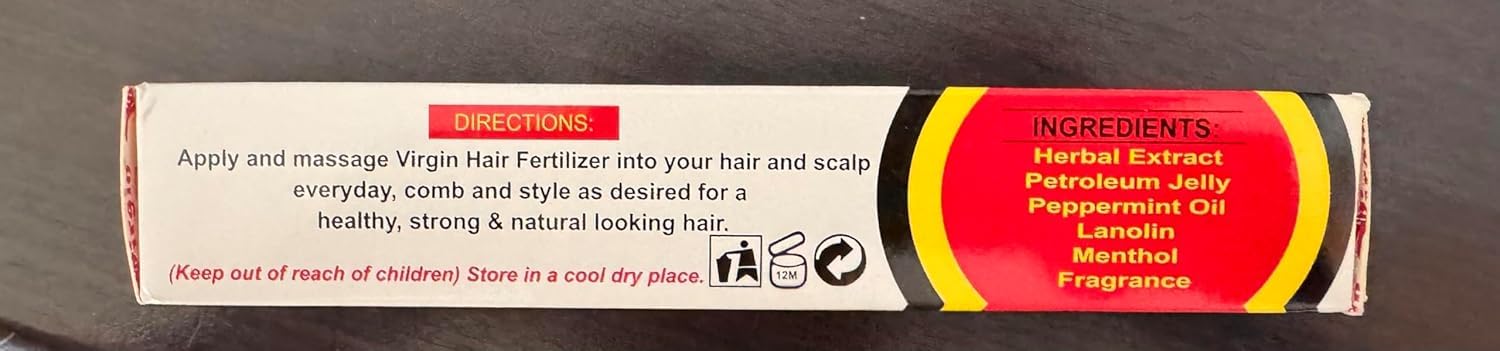 DIRECTIONS:
Apply and massage Virgin Hair Fertilizer into your hair and scalp
everyday, comb and style as desired for a
healthy, strong & natural looking hair.
(Keep out of reach of children) Store in a cool dry place.
12M
INGREDIENTS:
Herbal Extract
Petroleum Jelly
Peppermint Oil
Lanolin
Menthol
Fragrance